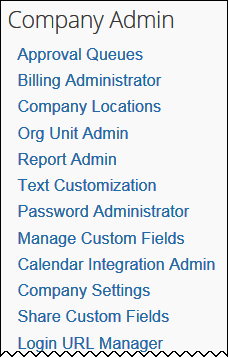 Company Admin
Approval Queues
Billing Administrator
Company Locations
Org Unit Admin
Report Admin
Text Customization
Password Administrator
Manage Custom Fields
Calendar Integration Admin
Company Settings
Share Custom Fields
Login URL Manager